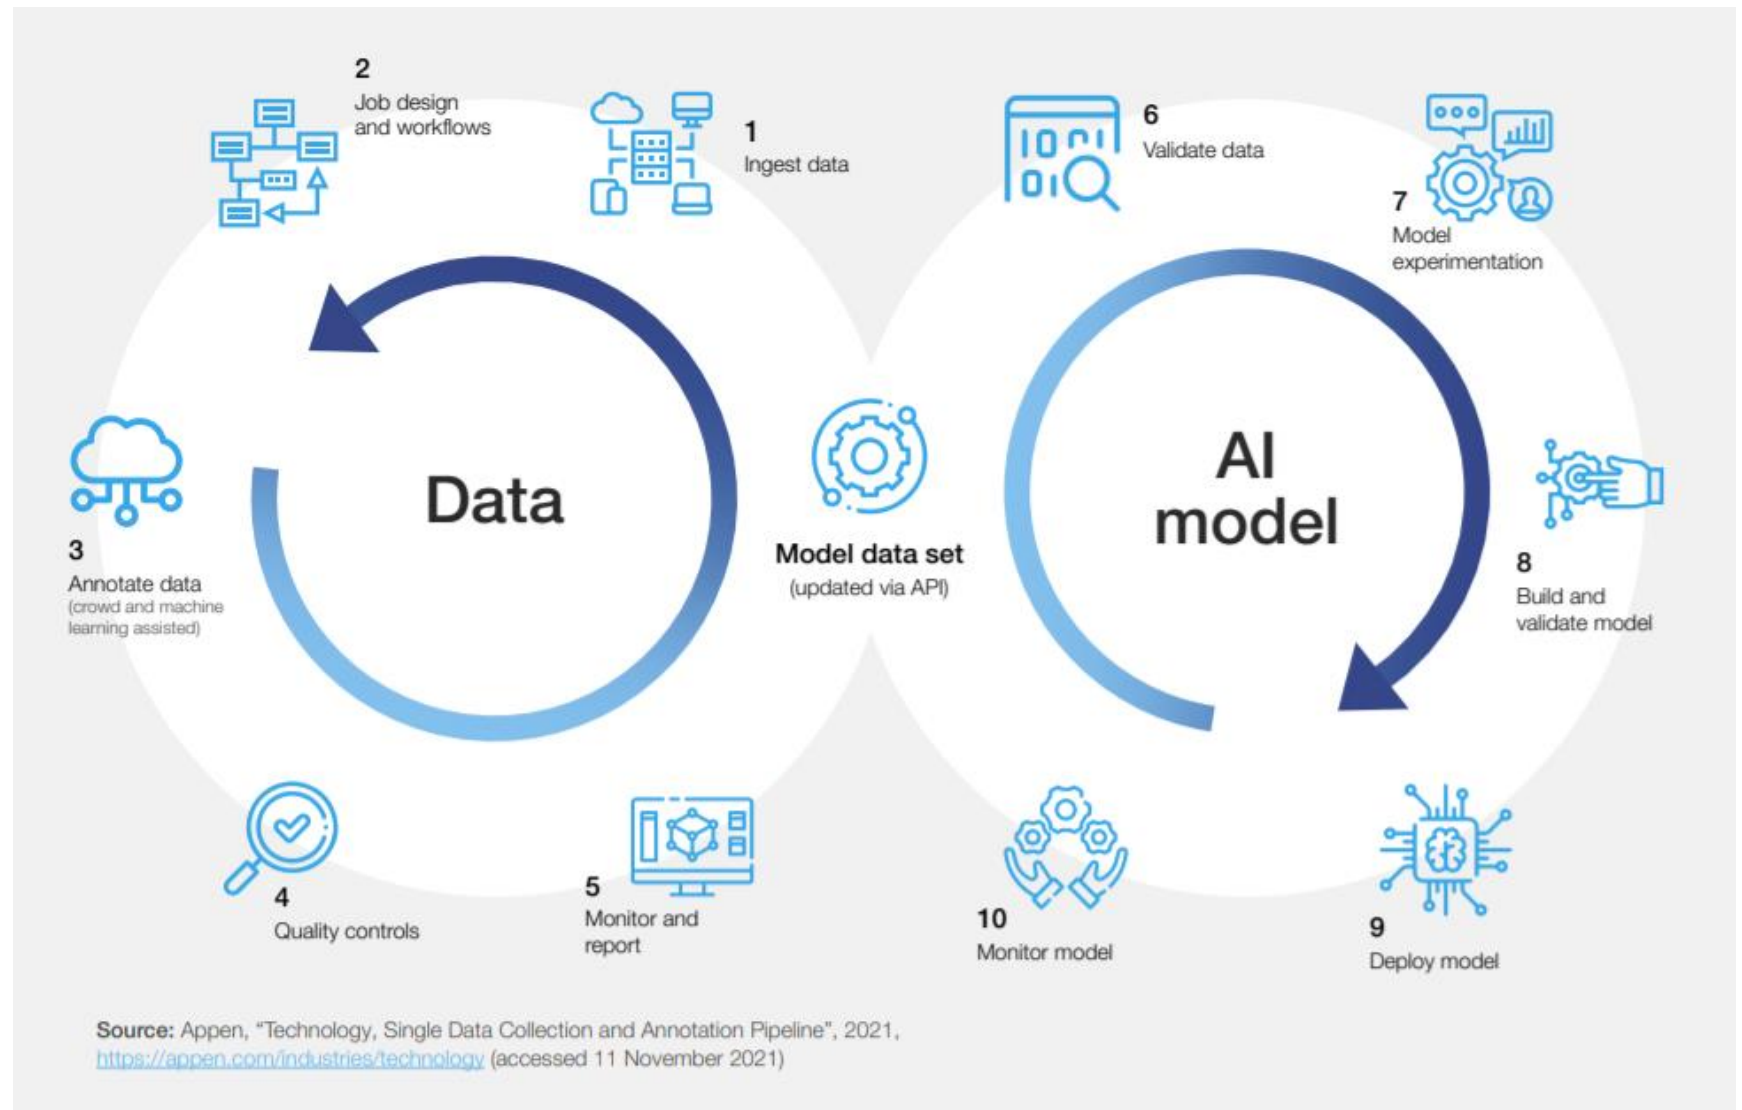 2
Job design
and workflows
1
Ingest data
6
Validate data
7
Model
experimentation
3
Annotate data
(crowd and machine
learning assisted)
Data
Model data set
(updated via API)
AI
model
8
Build and
validate model
4
Quality controls
5
Monitor and
report
10
Monitor model
9
Deploy model
Source: Appen, “Technology, Single Data Collection and Annotation Pipeline”, 2021,
https://appen.com/industries/technology (accessed 11 November 2021)